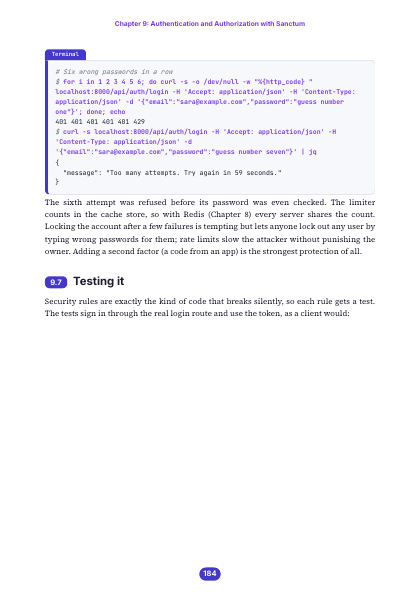 Chapter 9: Authentication and Authorization with Sanctum
Terminal
# Six wrong passwords in a row
$ for i in 1 2 3 4 5 6; do curl -s -o /dev/null -w "%{http_code} "
localhost:8000/api/auth/login -H 'Accept: application/json' -H 'Content-Type:
application/json' -d '{"email":"sara@example.com","password":"guess number
one"}'; done; echo
401 401 401 401 401 429
$ curl -s localhost:8000/api/auth/login -H 'Accept: application/json' -H
'Content-Type: application/json' -d
'{"email":"sara@example.com","password":"guess number seven"}' | jq
{
"message": "Too many attempts. Try again in 59 seconds."
}
The sixth attempt was refused before its password was even checked. The limiter
counts in the cache store, so with Redis (Chapter 8) every server shares the count.
Locking the account after a few failures is tempting but lets anyone lock out any user by
typing wrong passwords for them; rate limits slow the attacker without punishing the
owner. Adding a second factor (a code from an app) is the strongest protection of all.
9.7 Testing it
Security rules are exactly the kind of code that breaks silently, so each rule gets a test.
The tests sign in through the real login route and use the token, as a client would:
184